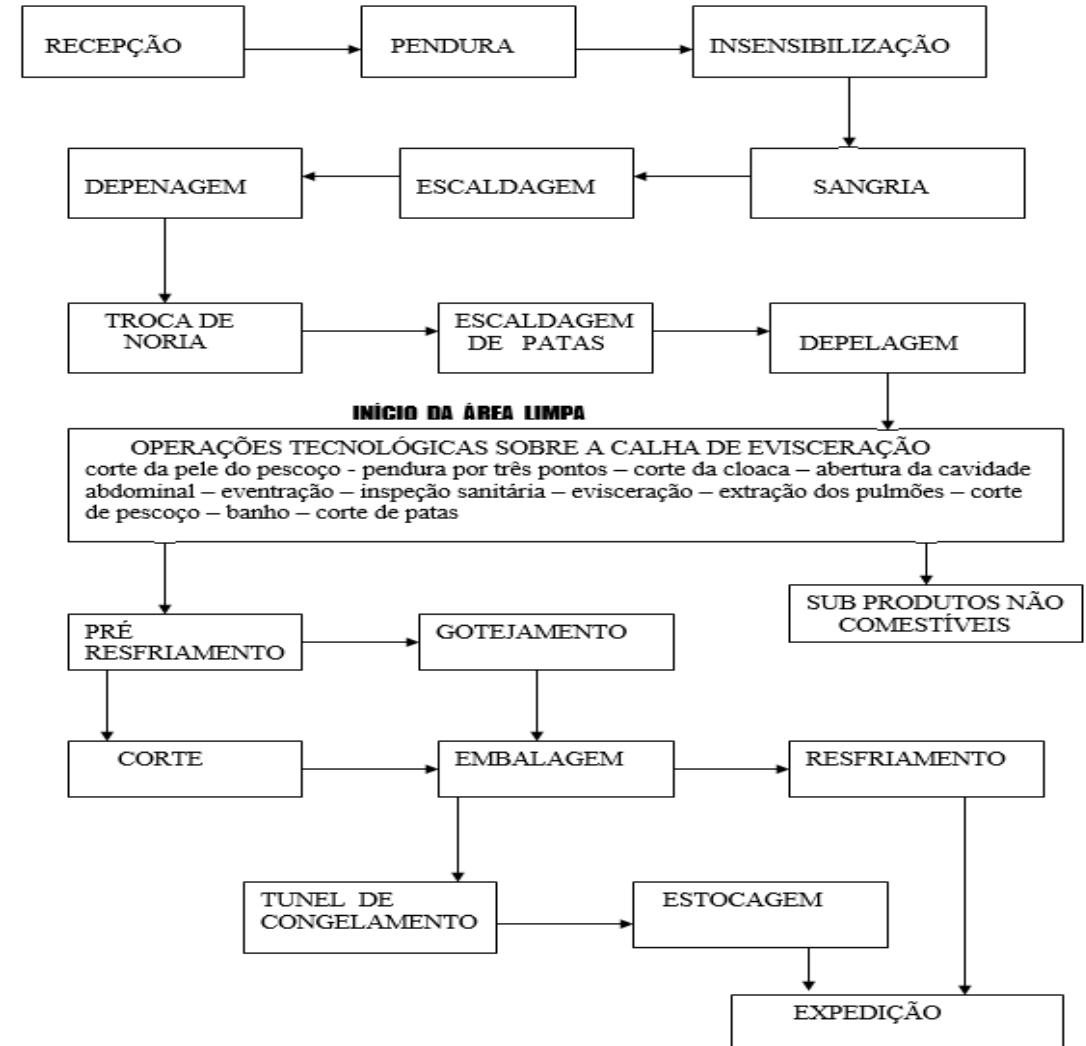 RECEPÇÃO
PENDURA
INSENSIBILIZAÇÃO
DEPENAGEM
ESCALDAGEM
SANGRIA
TROCA DE
NORIA
ESCALDAGEM
DE PATAS
DEPELAGEM
INÍCIO DA ÁREA LIMPA
OPERAÇÕES TECNOLÓGICAS SOBRE A CALHA DE EVISCERAÇÃO
corte da pele do pescoço - pendura por três pontos – corte da cloaca – abertura da cavidade
abdominal – eventração – inspeção sanitária – evisceração – extração dos pulmões – corte
de pescoço – banho – corte de patas
SUB PRODUTOS NÃO
COMESTÍVEIS
PRÉ
RESFRIAMENTO
GOTEJAMENTO
CORTE
EMBALAGEM
RESFRIAMENTO
TUNEL DE
CONGELAMENTO
ESTOCAGEM
EXPEDIÇÃO